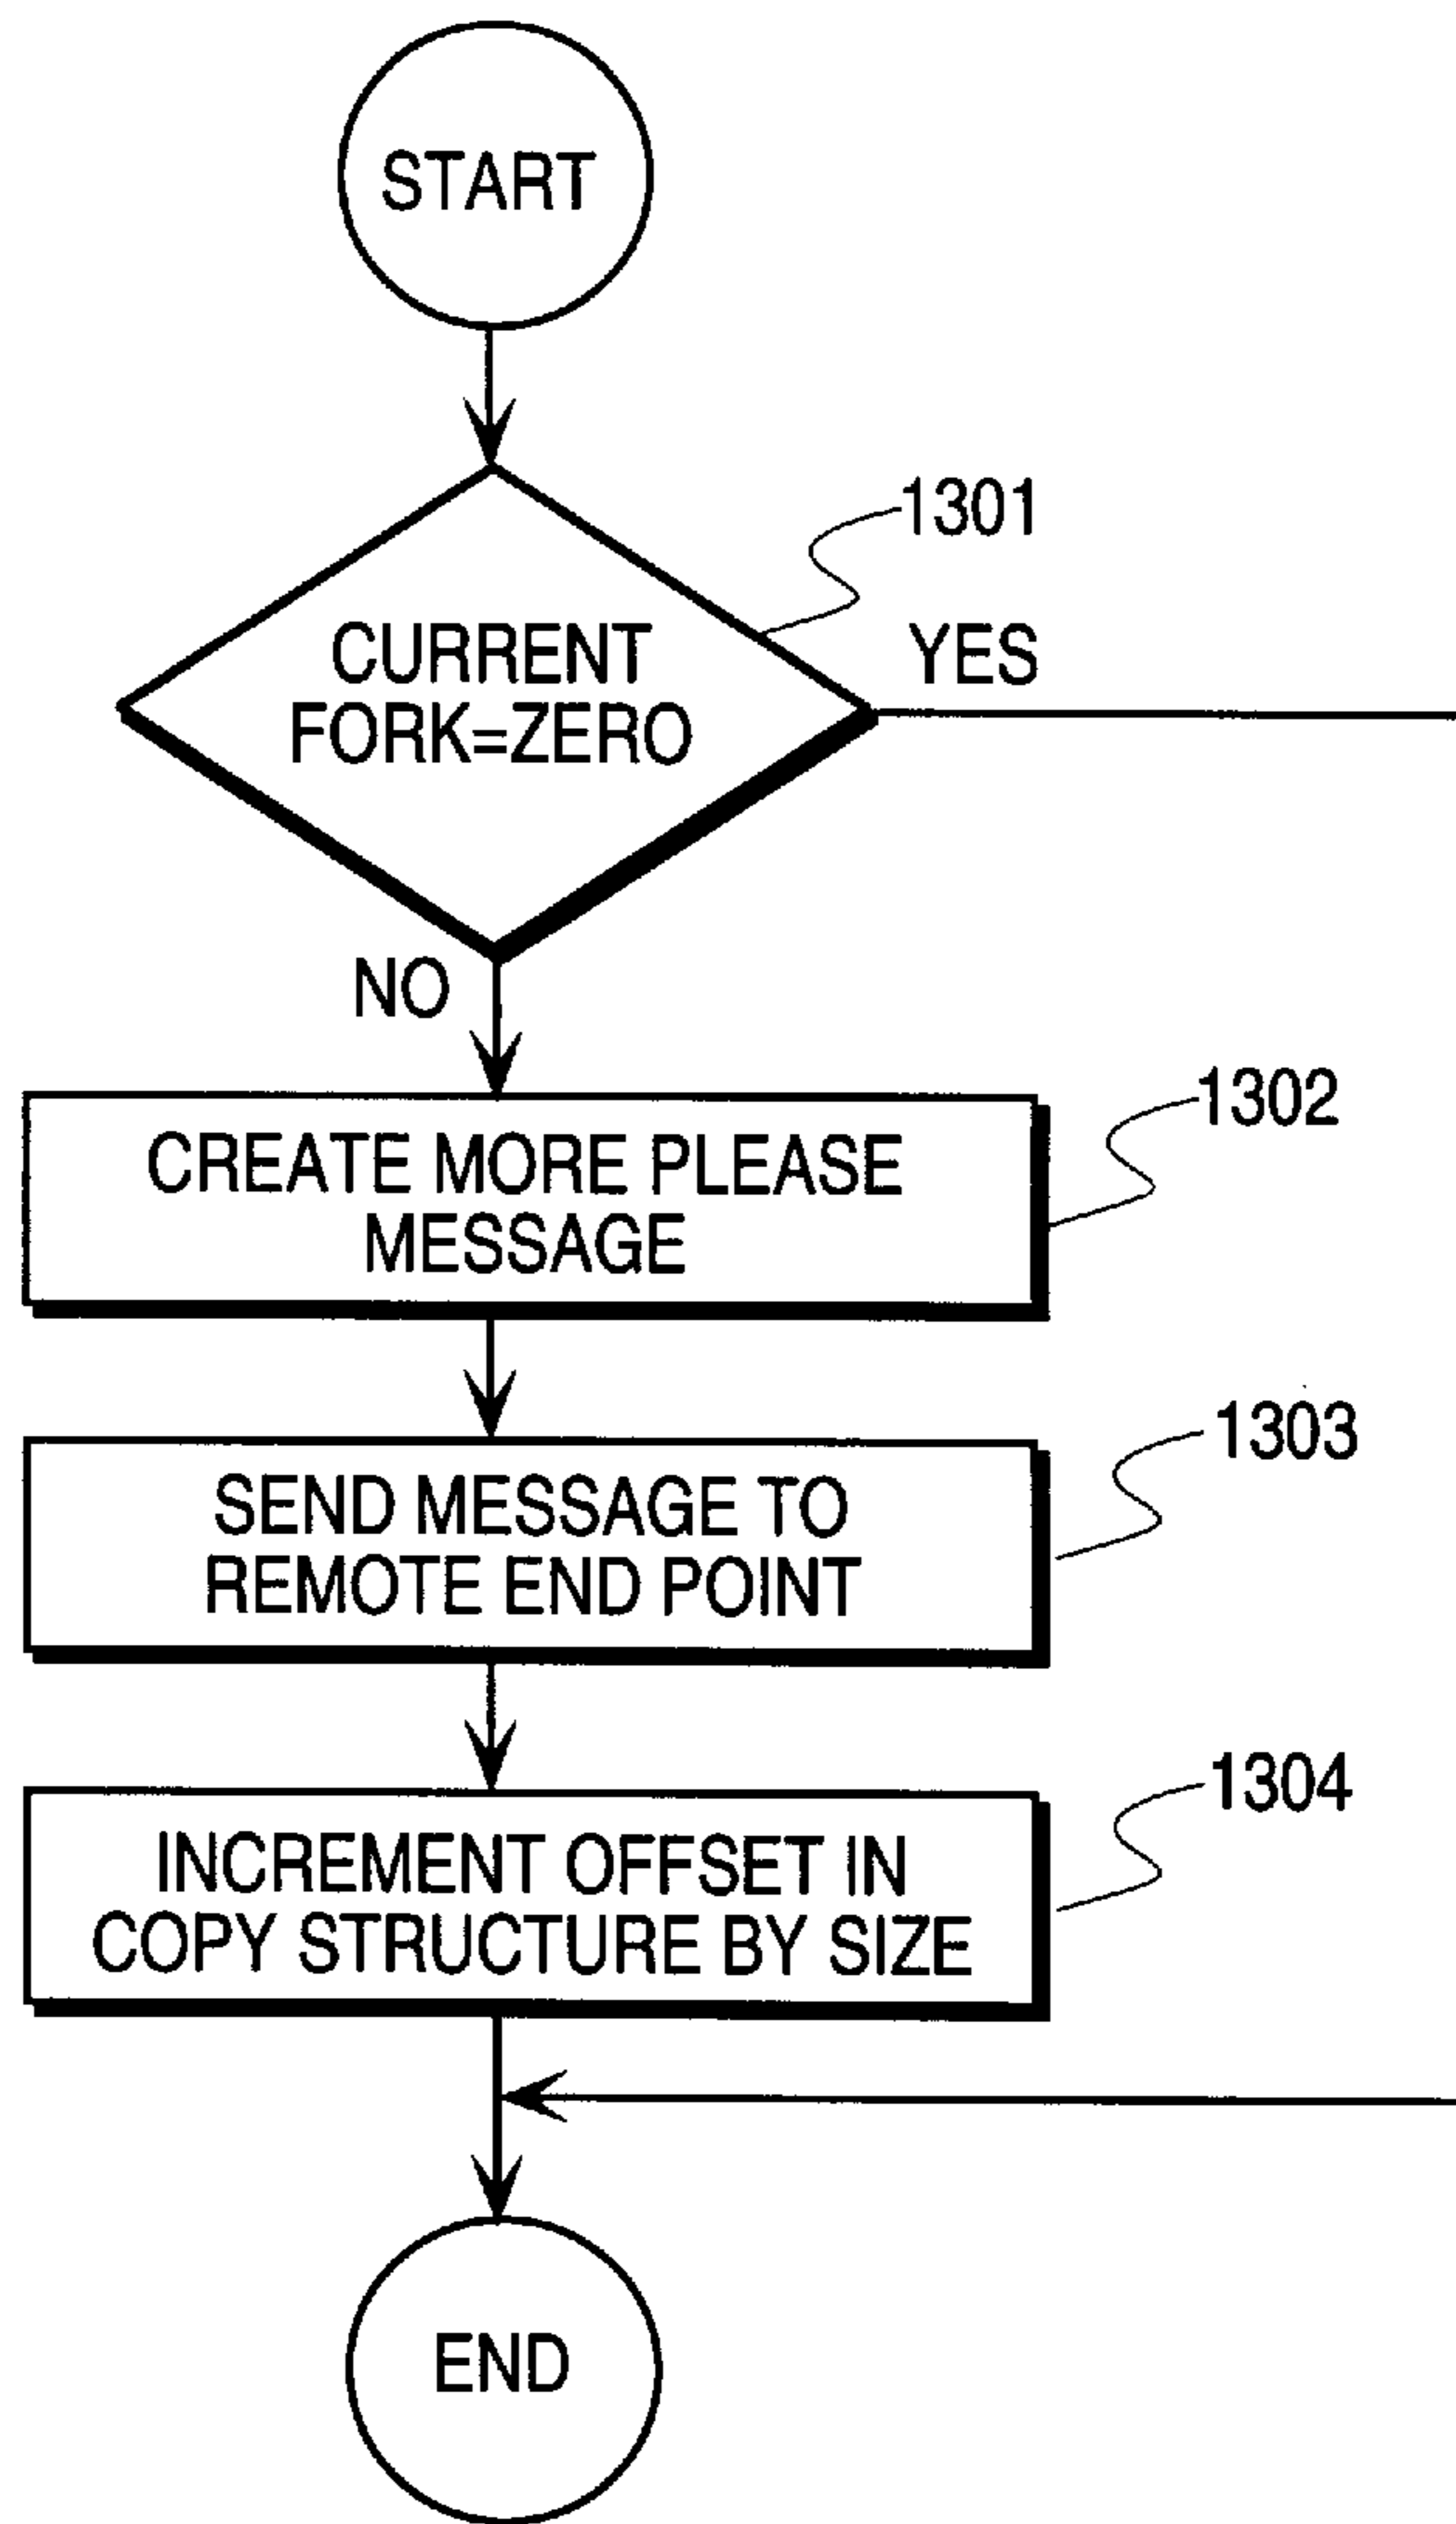 START
1301
CURRENT
FORK=ZERO
YES
NO
1302
CREATE MORE PLEASE
MESSAGE
1303
SEND MESSAGE TO
REMOTE END POINT
1304
INCREMENT OFFSET IN
COPY STRUCTURE BY SIZE
END